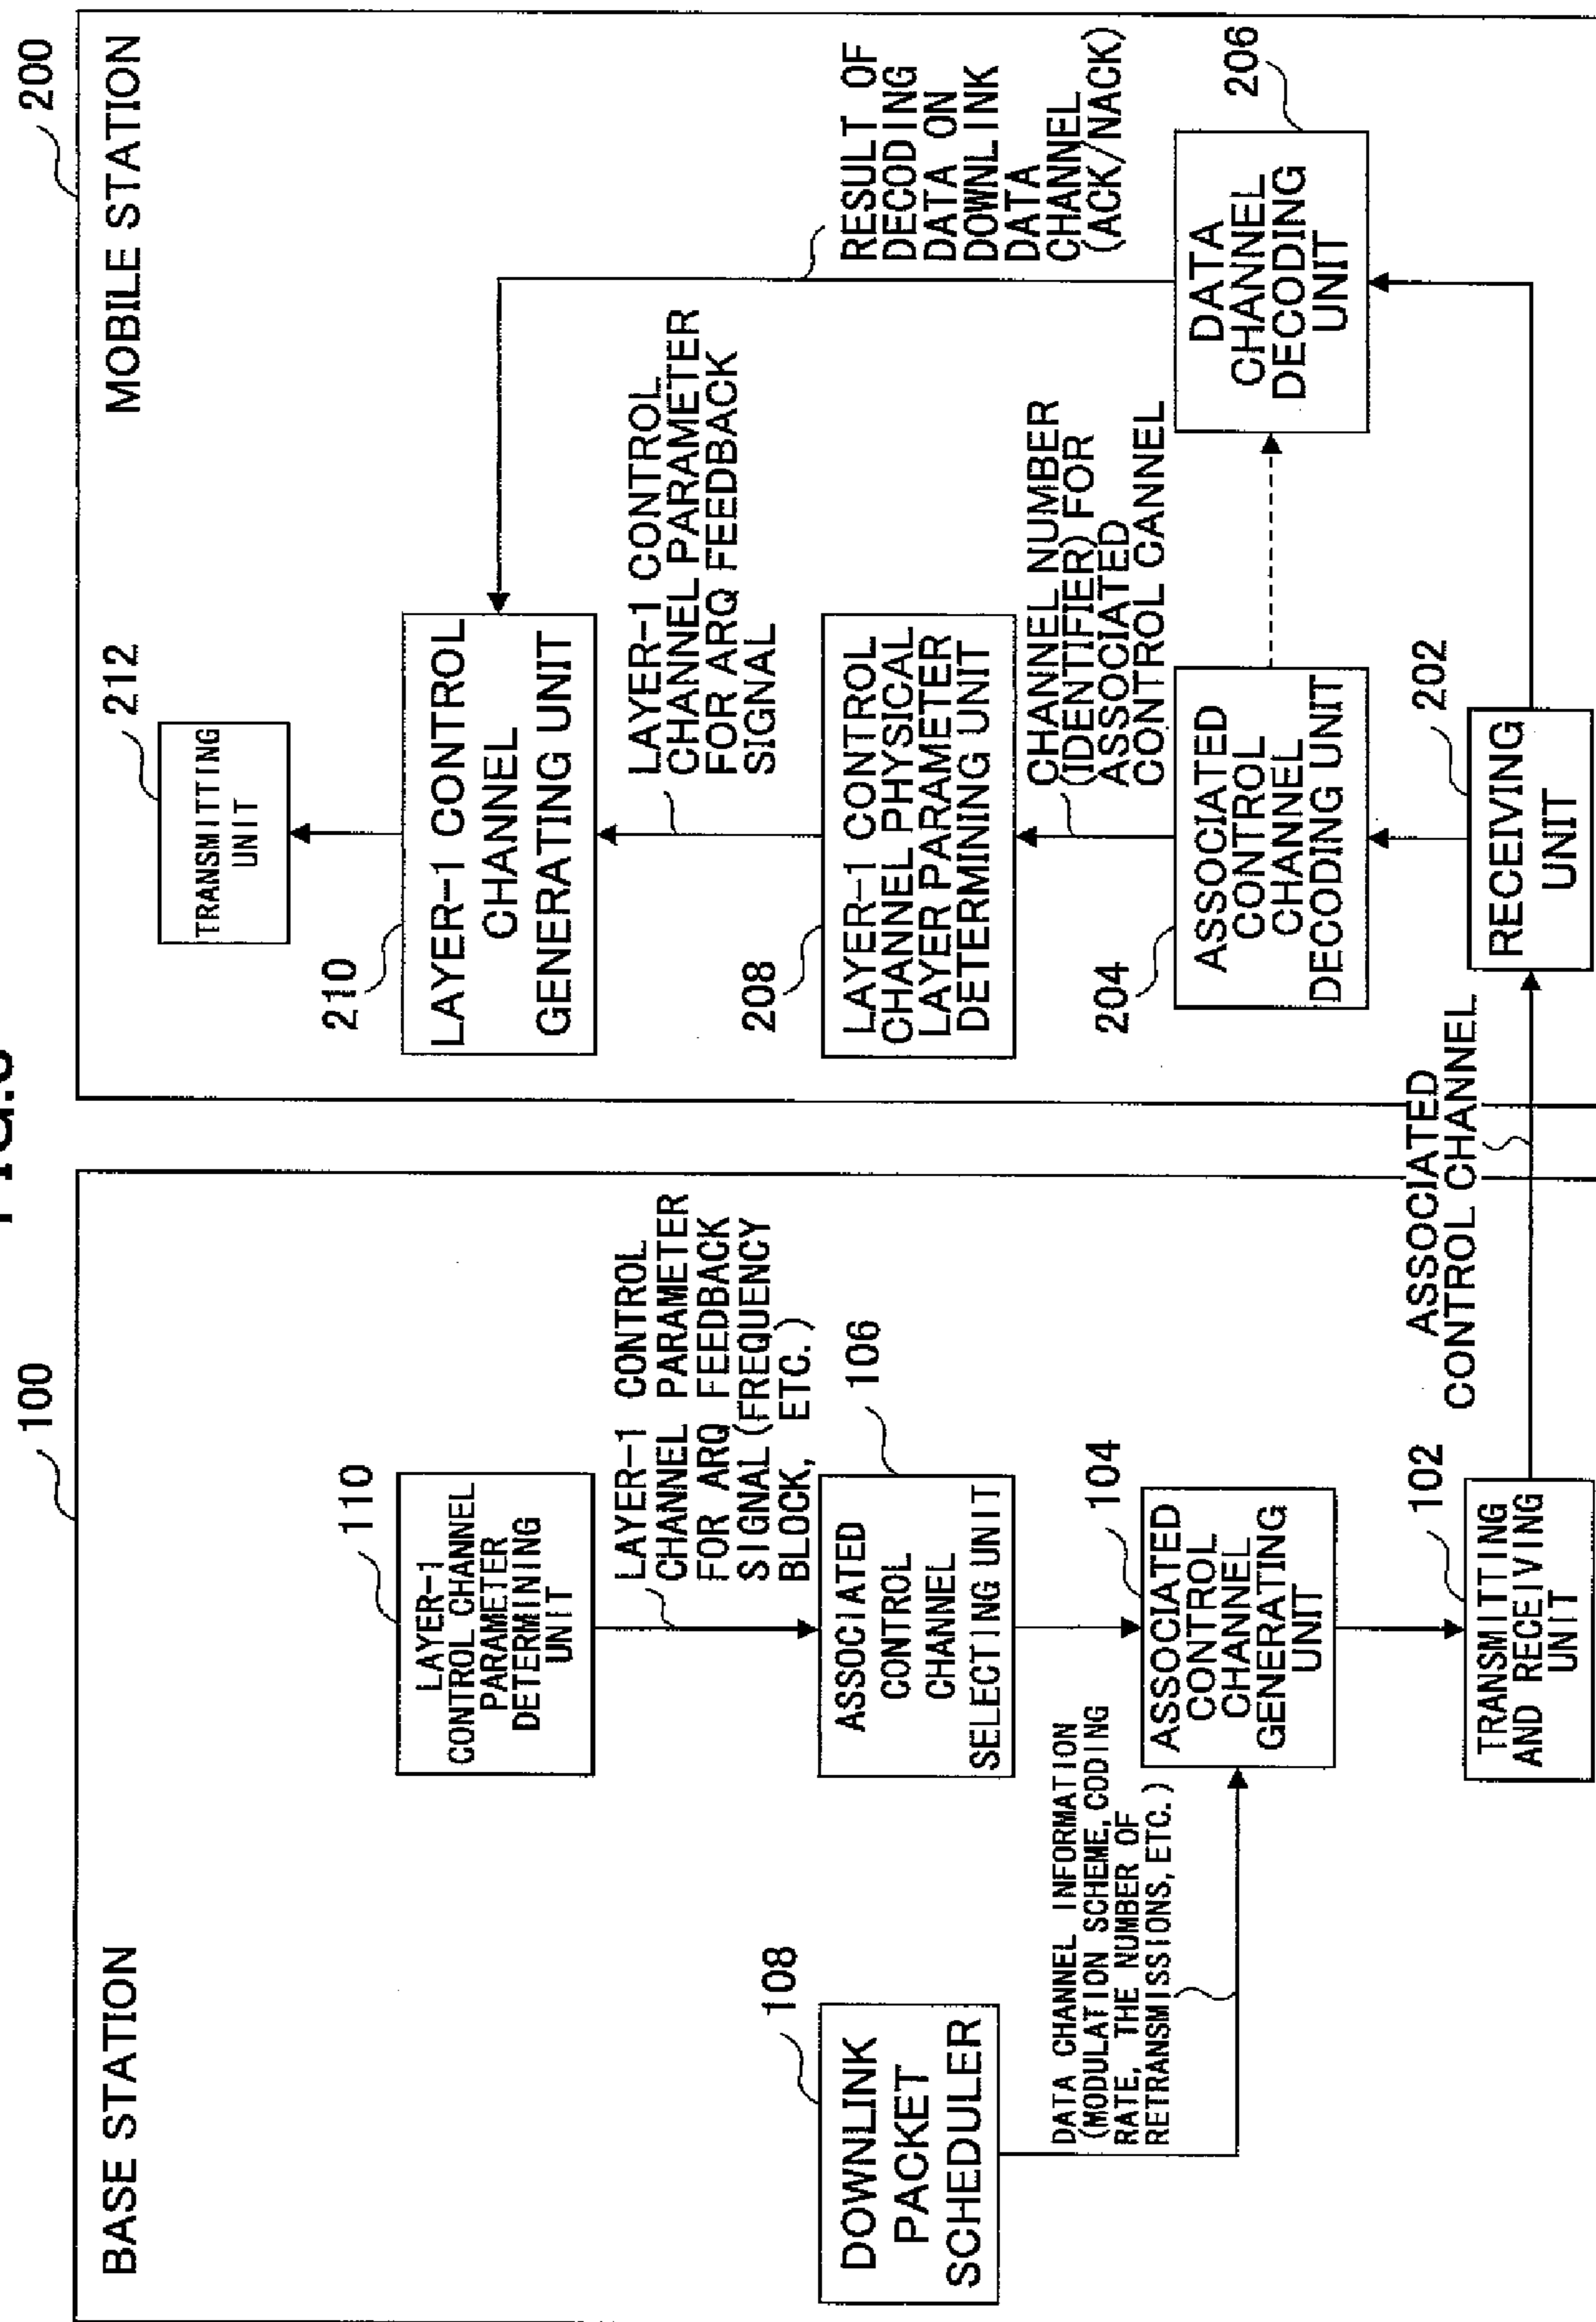 100
BASE STATION
110
LAYER-1
CONTROL CHANNEL
PARAMETER
DETERMINING
UNIT
LAYER-1 CONTROL
CHANNEL PARAMETER
FOR ARQ FEEDBACK
SIGNAL (FREQUENCY
BLOCK, ETC.)
108
DOWNLINK
PACKET
SCHEDULER
106
ASSOCIATED
CONTROL
CHANNEL
SELECTING UNIT
DATA CHANNEL INFORMATION
(MODULATION SCHEME, CODING
RATE, THE NUMBER OF
RETRANSMISSIONS, ETC.)
104
ASSOCIATED
CONTROL
CHANNEL
GENERATING
UNIT
102
TRANSMITTING
AND RECEIVING
UNIT
ASSOCIATED
CONTROL CHANNEL
200
MOBILE STATION
212
TRANSMITTING
UNIT
210
LAYER-1 CONTROL
CHANNEL
GENERATING UNIT
LAYER-1 CONTROL
CHANNEL PARAMETER
FOR ARQ FEEDBACK
SIGNAL
RESULT OF
DECODING
DATA ON
DOWNLINK
DATA
CHANNEL
(ACK/NACK)
208
LAYER-1 CONTROL
CHANNEL PHYSICAL
LAYER PARAMETER
DETERMINING UNIT
CHANNEL NUMBER
(IDENTIFIER) FOR
ASSOCIATED
CONTROL CANNEL
204
ASSOCIATED
CONTROL
CHANNEL
DECODING UNIT
206
DATA
CHANNEL
DECODING
UNIT
202
RECEIVING
UNIT